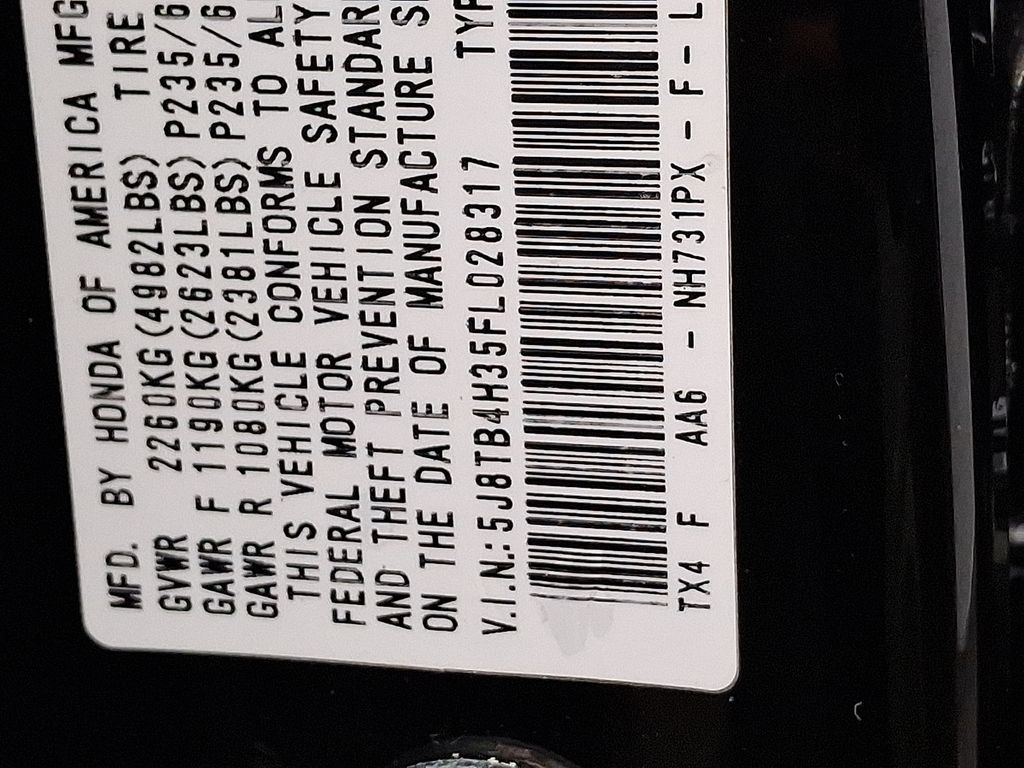 MFD. BY HONDA OF AMERICA MFG
GVWR 2260KG(4982LBS) TIRE
GAWR F 1190KG(2623LBS) P235/6
GAWR R 1080KG(2381LBS) P235/6
THIS VEHICLE CONFORMS TO AL
FEDERAL MOTOR VEHICLE SAFETY
AND THEFT PREVENTION STANDAR
ON THE DATE OF MANUFACTURE S
V.I.N.:5J8TB4H35FL028317 TYP
TX4 F AA6 - NH731PX - F - L